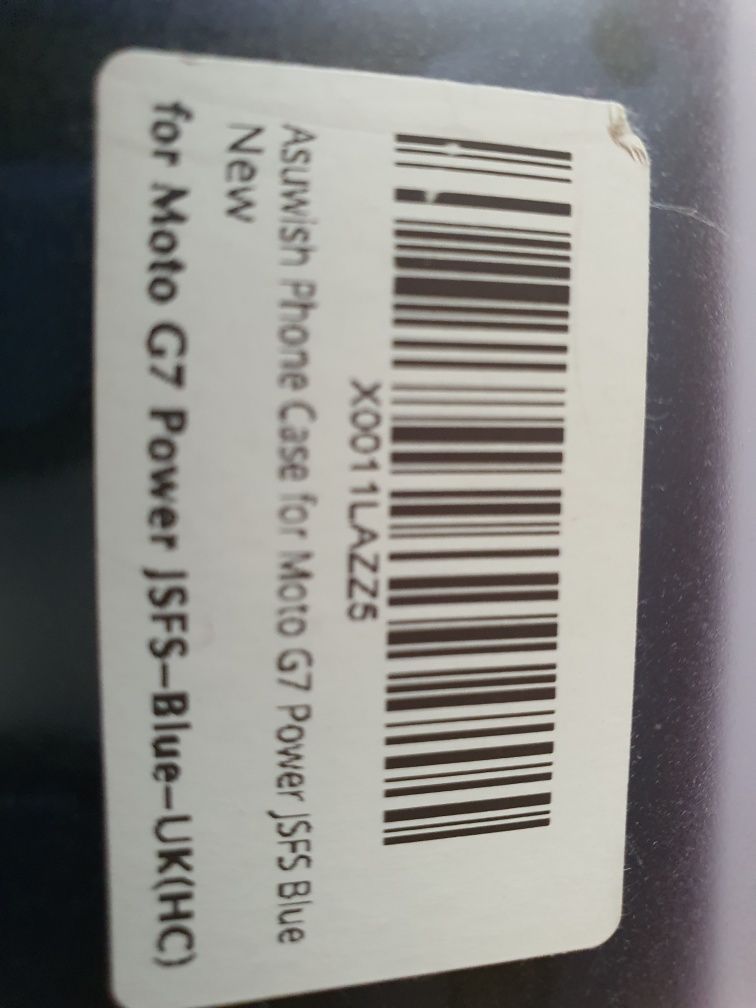 X0011LAZZ5
Asuwish Phone Case for Moto G7 Power JSFS Blue
New
for Moto G7 Power JSFS-Blue-UK(HC)